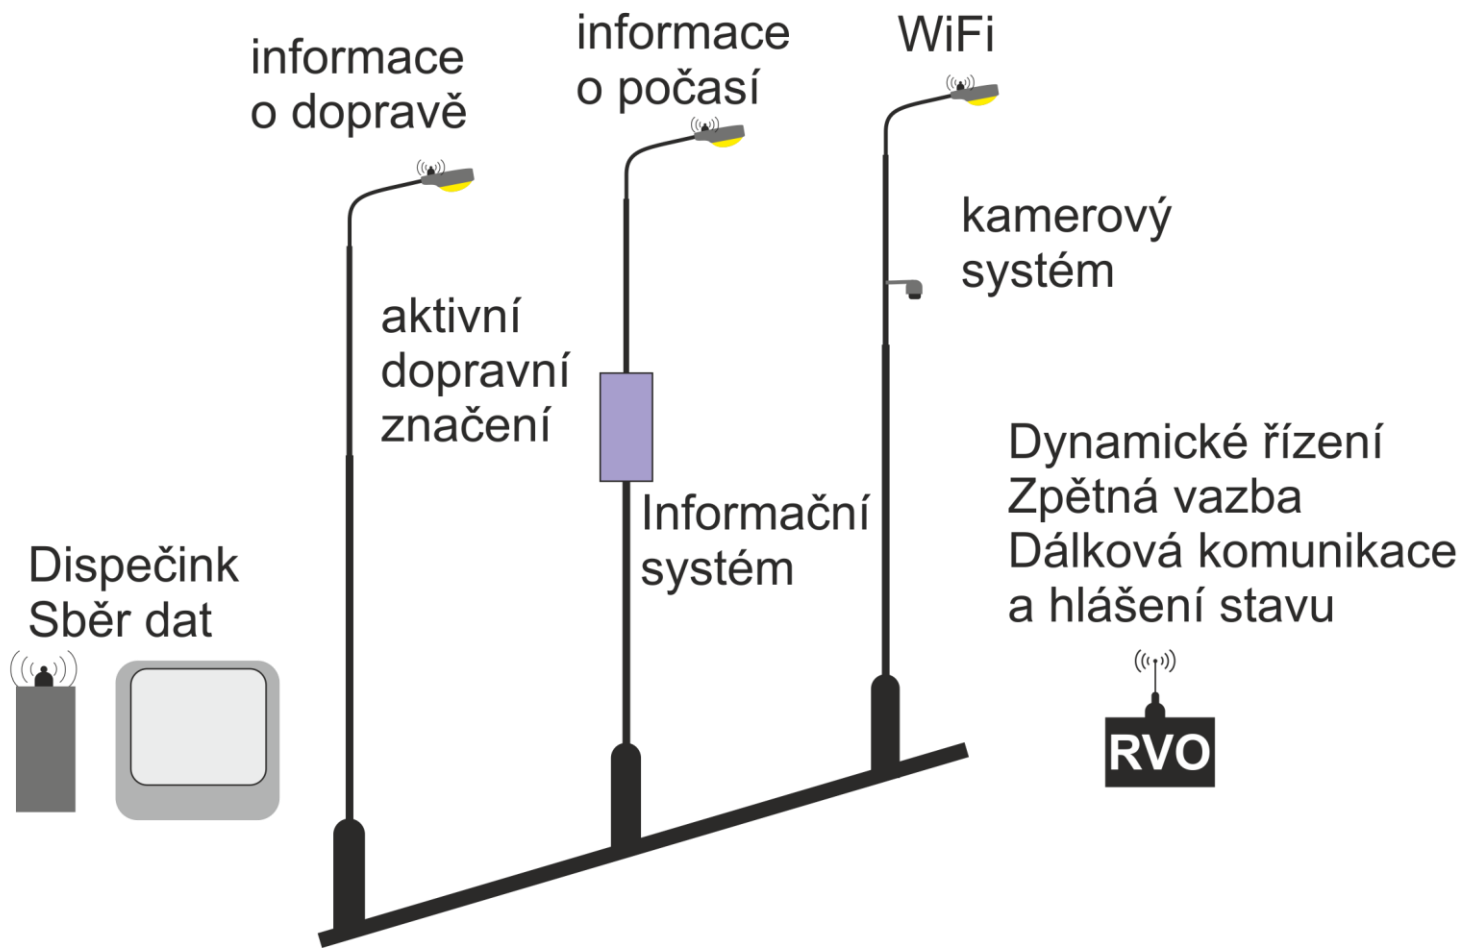 informace
o dopravě
informace
o počasí
WiFi
kamerový
systém
aktivní
dopravní
značení
Informační
systém
Dynamické řízení
Zpětná vazba
Dálková komunikace
a hlášení stavu
Dispečink
Sběr dat
RVO